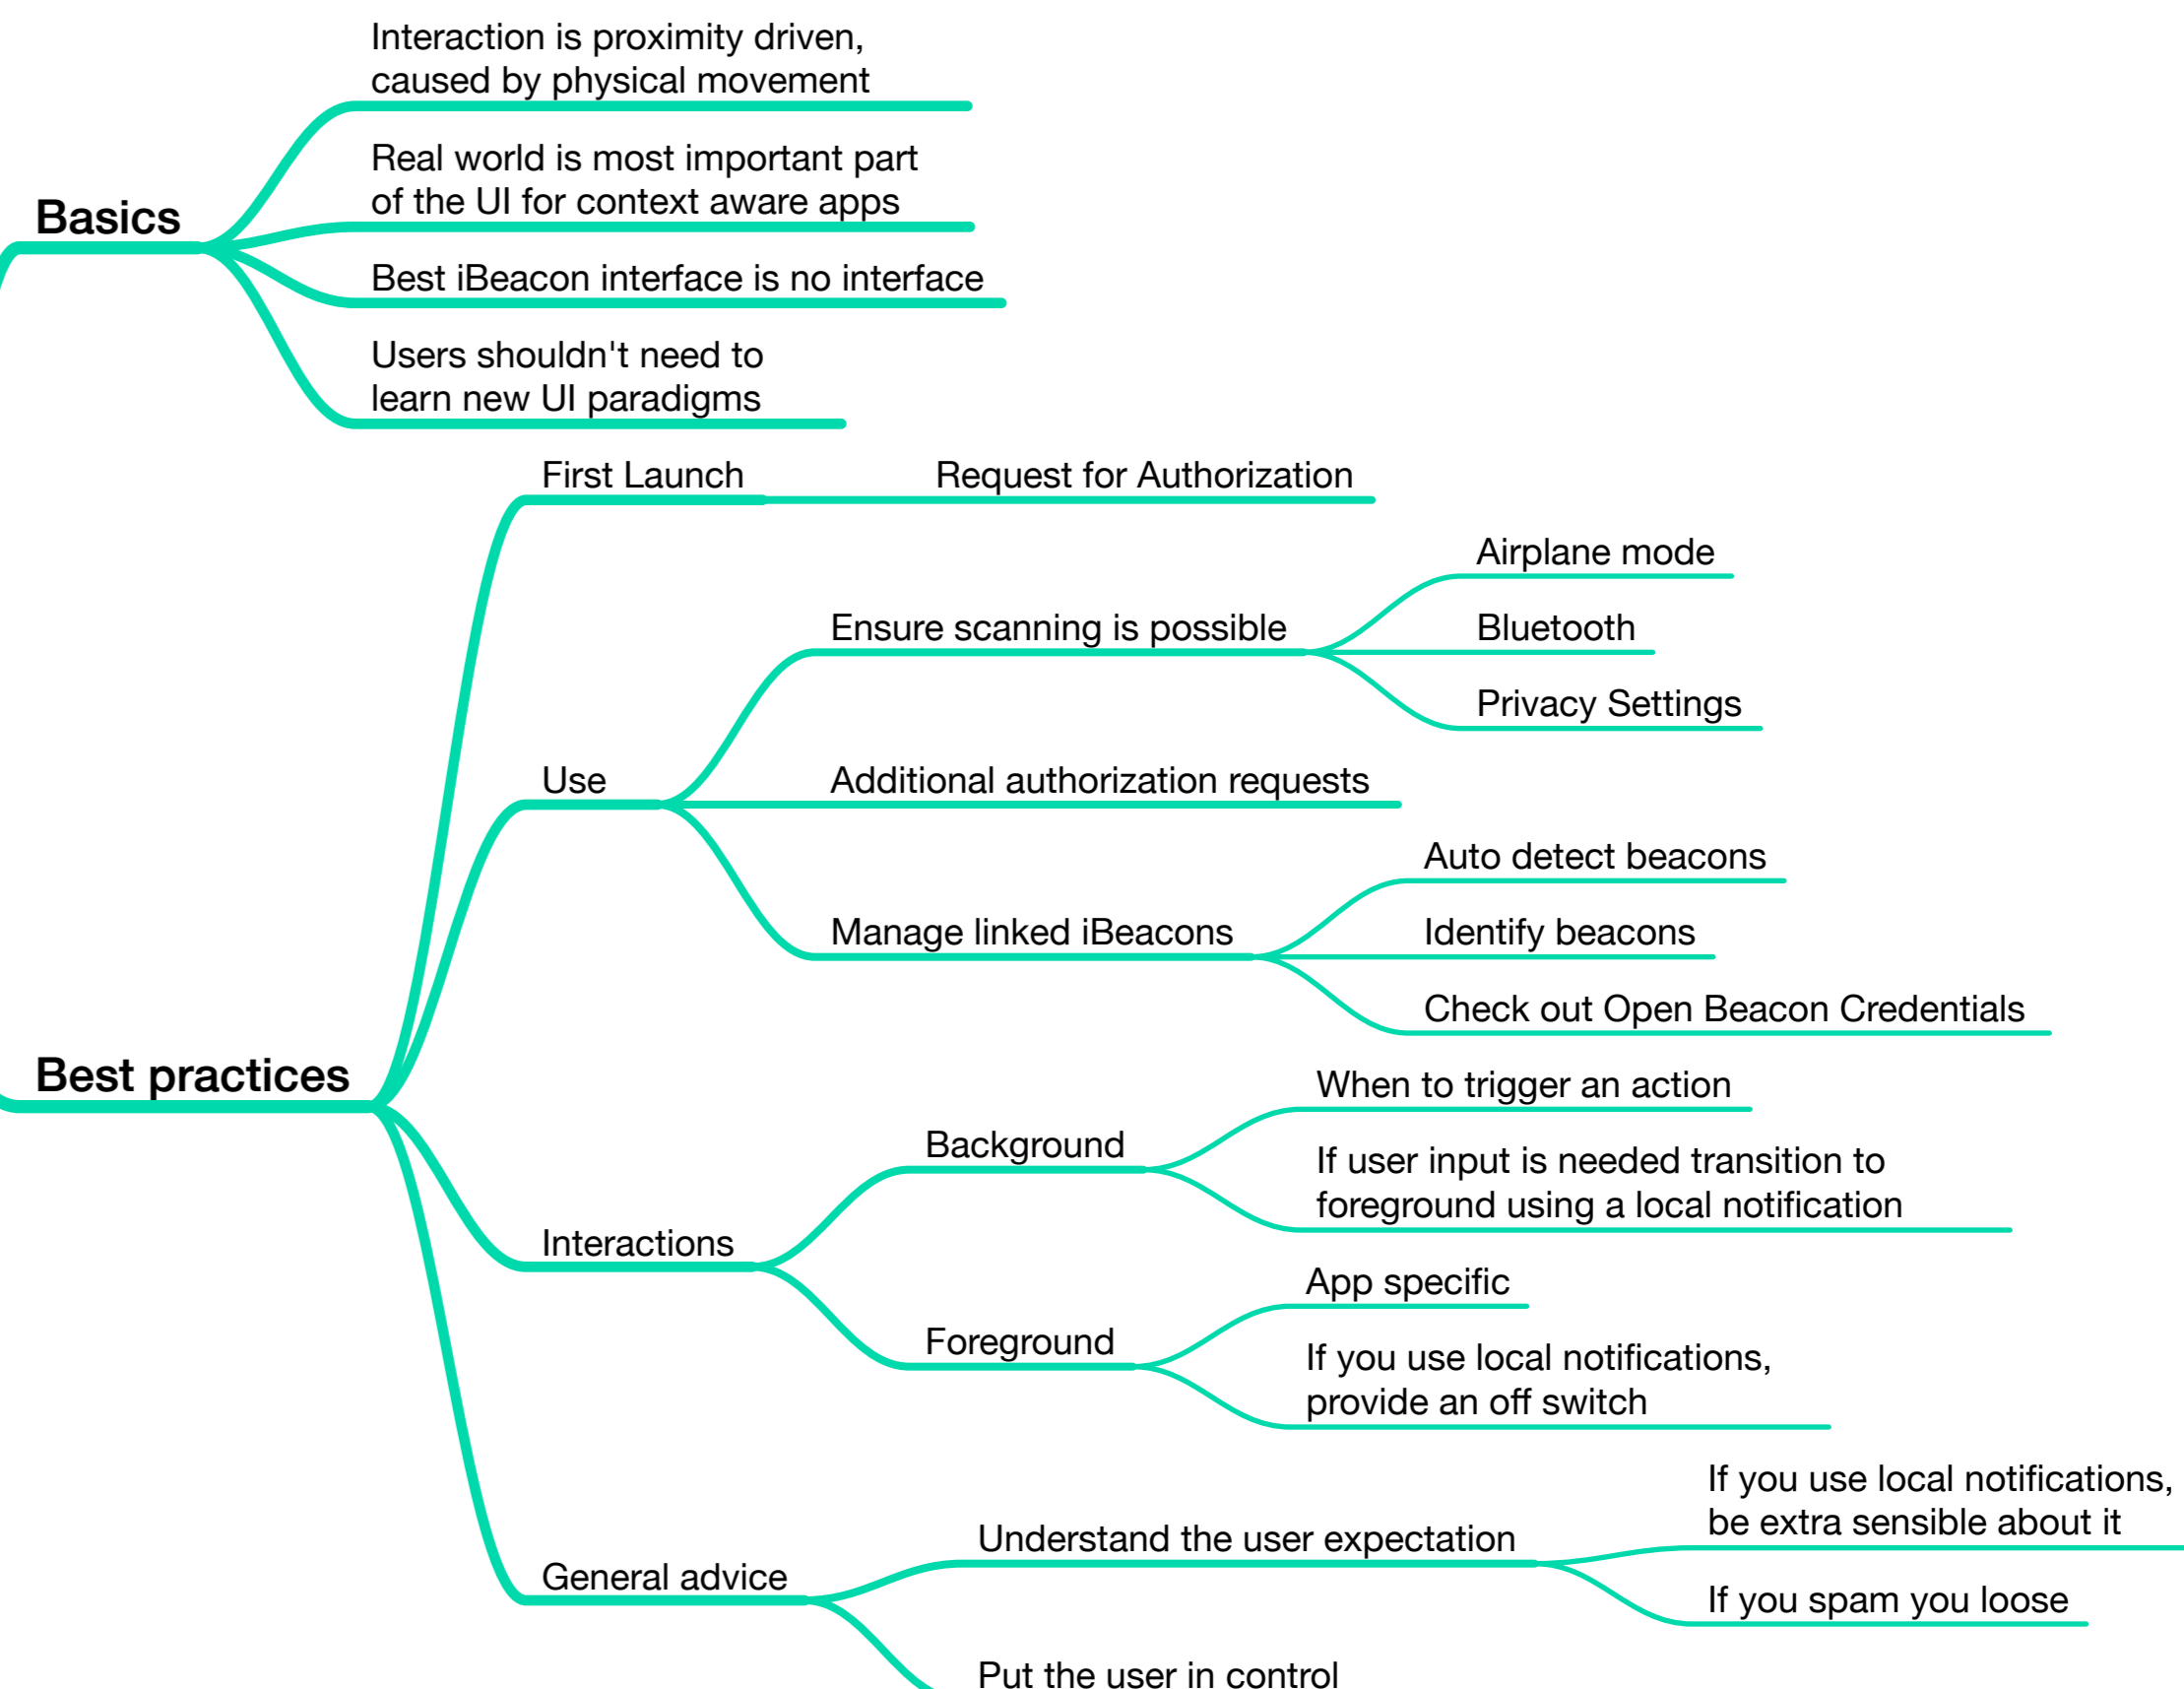 Interaction is proximity driven,
caused by physical movement
Real world is most important part
of the UI for context aware apps
Basics
Best iBeacon interface is no interface
Users shouldn't need to
learn new UI paradigms
First Launch
Request for Authorization
Airplane mode
Ensure scanning is possible
Bluetooth
Privacy Settings
Use
Additional authorization requests
Auto detect beacons
Manage linked iBeacons
Identify beacons
Check out Open Beacon Credentials
Best practices
When to trigger an action
Background
If user input is needed transition to
foreground using a local notification
Interactions
App specific
Foreground
If you use local notifications,
provide an off switch
If you use local notifications,
be extra sensible about it
Understand the user expectation
General advice
If you spam you loose
Put the user in control